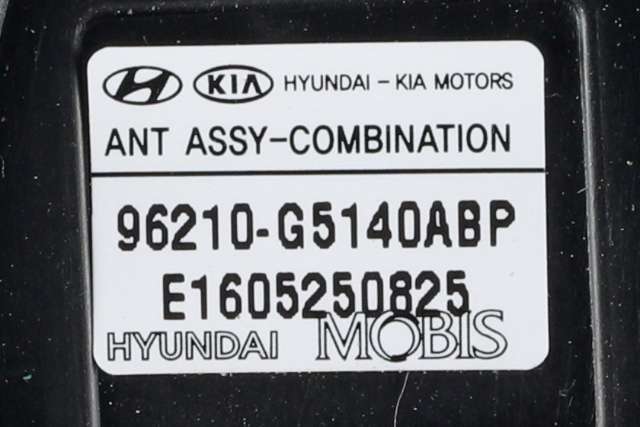 KIA HYUNDAI - KIA MOTORS
ANT ASSY-COMBINATION
96210-G5140ABP
E1605250825
HYUNDAI MOBIS